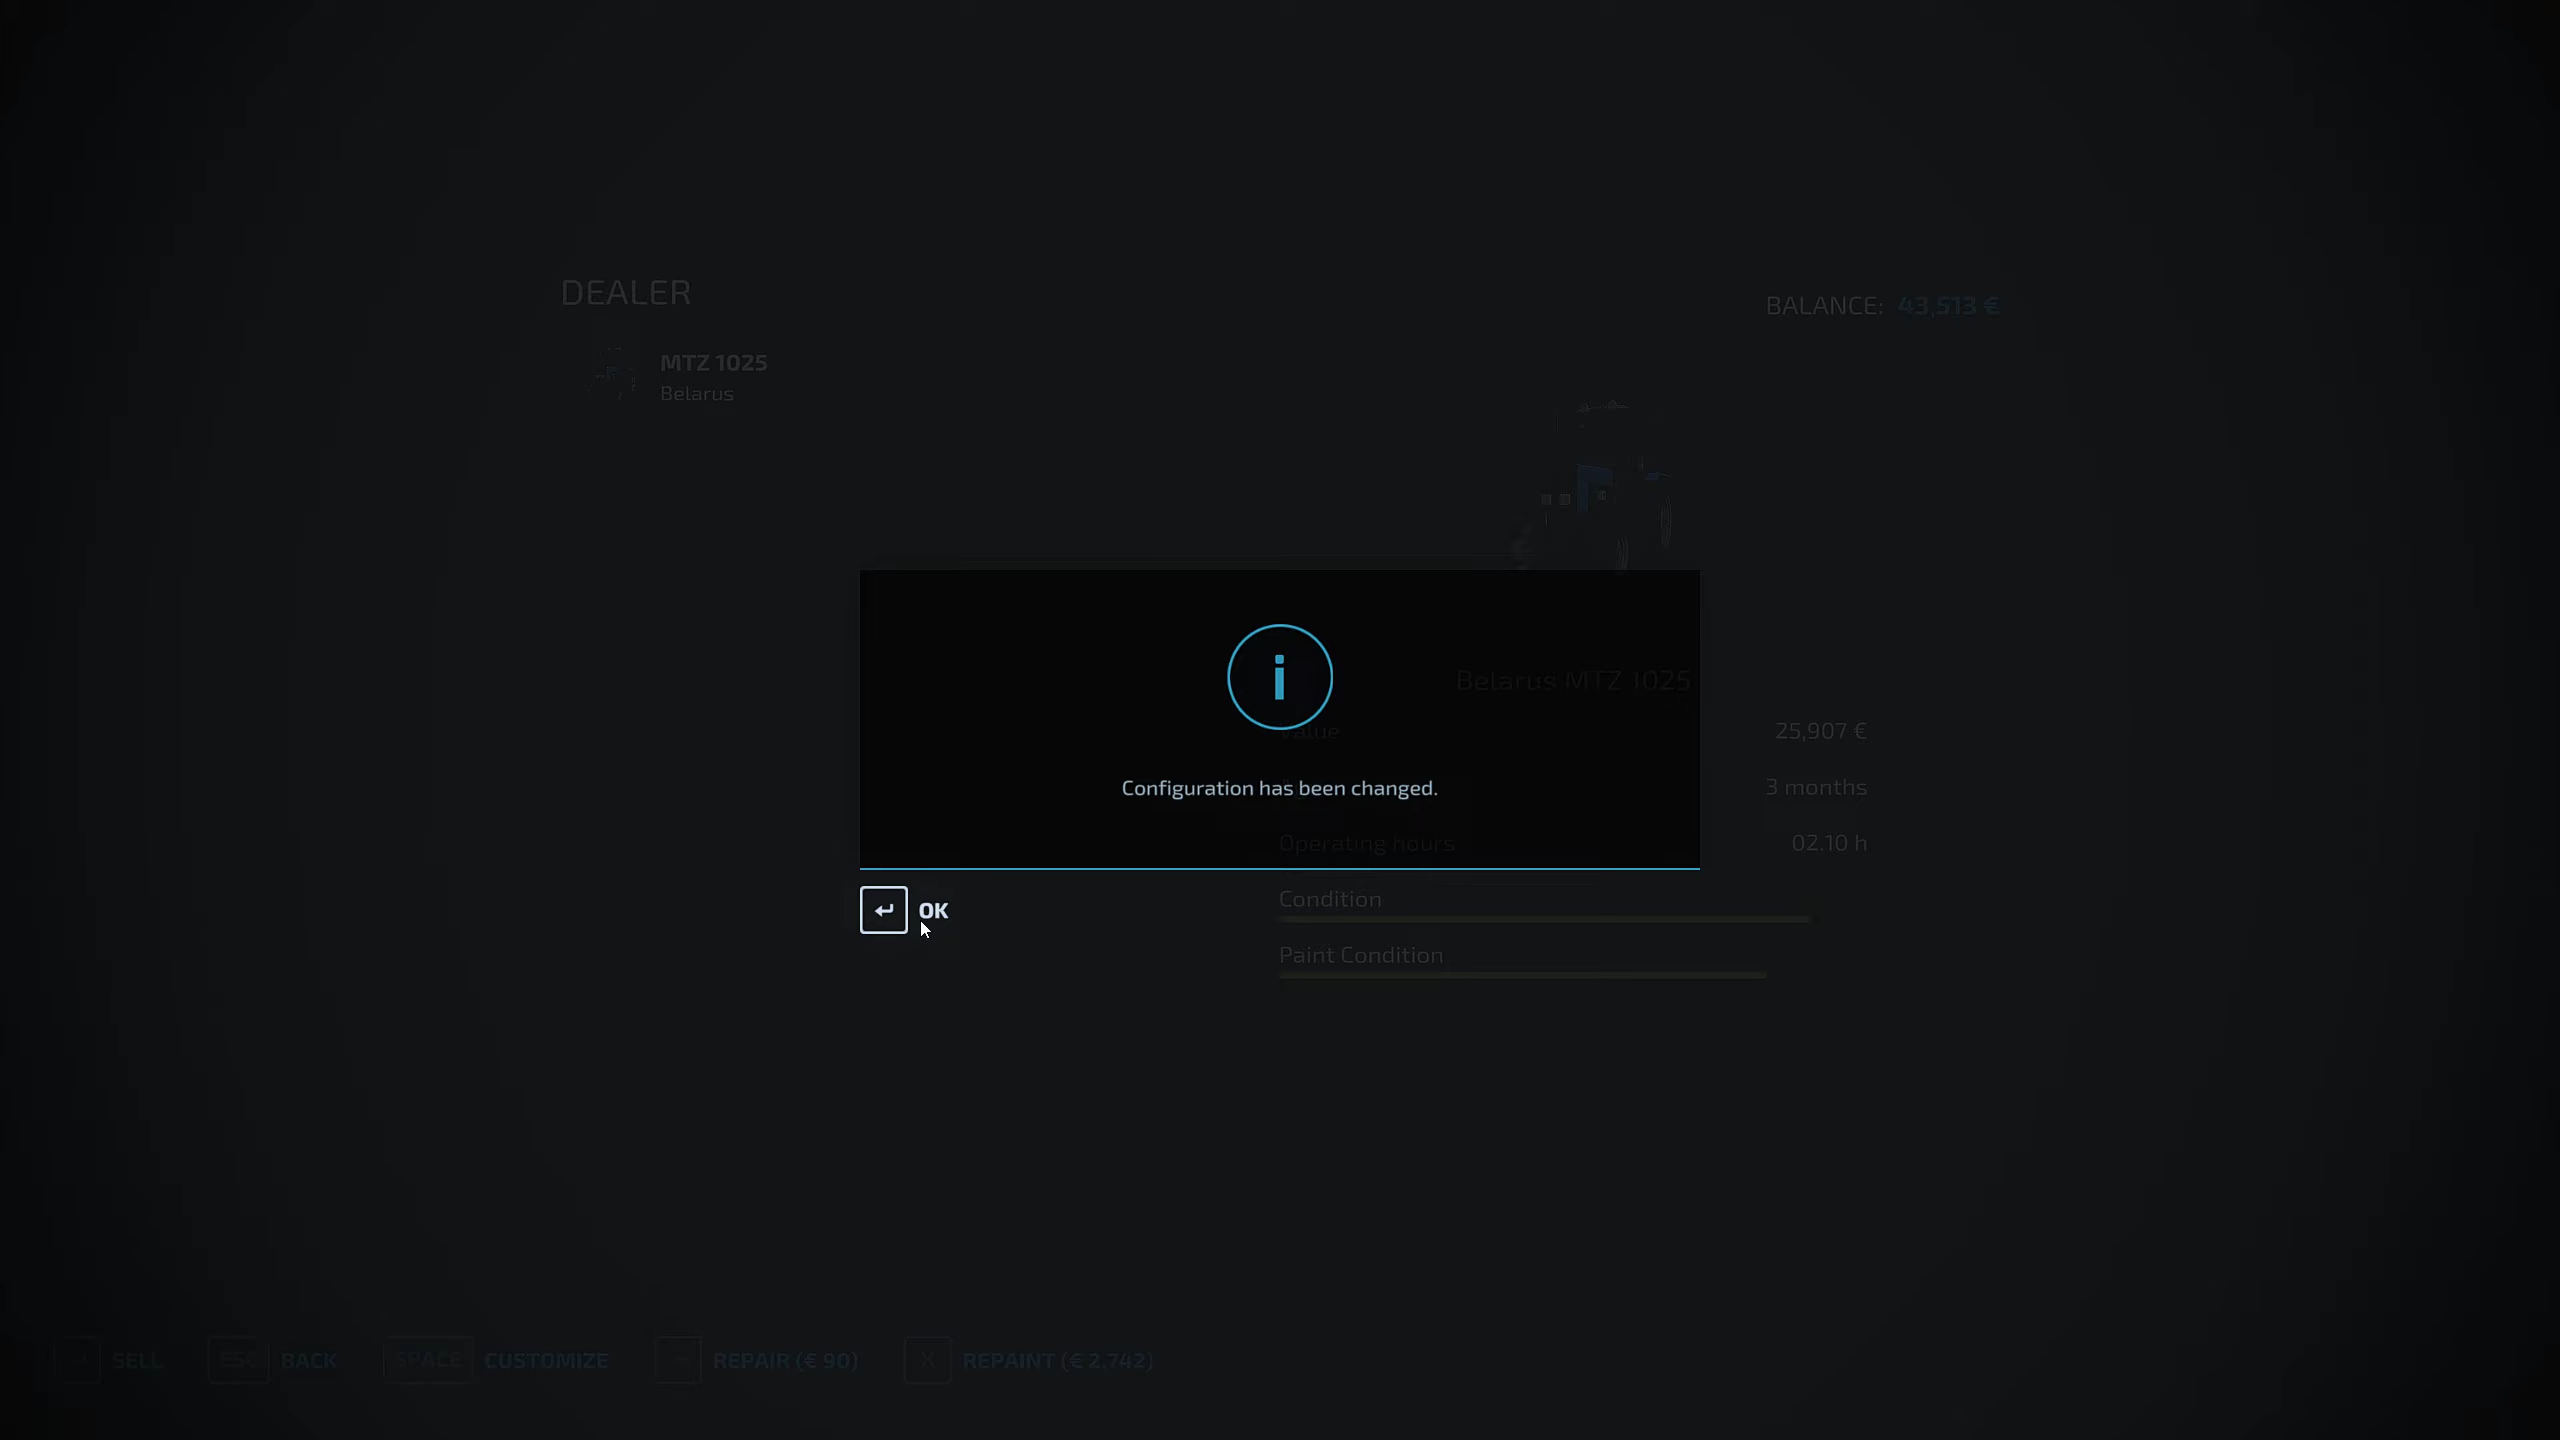 DEALER
BALANCE: 43,513 €
MTZ 1025
Belarus
Belarus MTZ 1025
Value
25,907 €
Configuration has been changed.
3 months
Operating hours
02.10 h
OK
Condition
Paint Condition
SELL
ESC BACK
SPACE CUSTOMIZE
REPAIR (€ 90)
X REPAINT (€ 2,742)